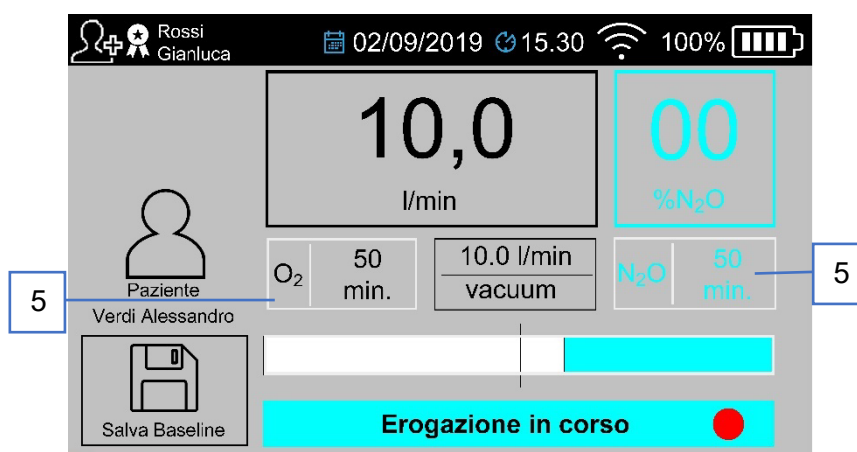 Rossi
Gianluca
02/09/2019 15.30 100%
10,0
l/min
00
%N₂O
O₂ 50
min.
10.0 l/min
vacuum
N₂O 50
min.
5
5
Paziente
Verdi Alessandro
Salva Baseline
Erogazione in corso